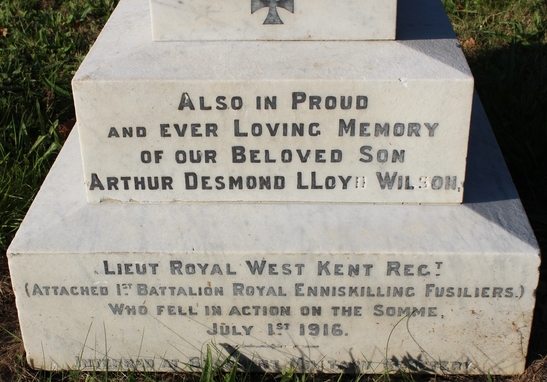 ALSO IN PROUD
AND EVER LOVING MEMORY
OF OUR BELOVED SON
ARTHUR DESMOND LLOYD WILSON,
LIEUT ROYAL WEST KENT REGT
(ATTACHED 1ST BATTALION ROYAL ENNISKILLING FUSILIERS.)
WHO FELL IN ACTION ON THE SOMME,
JULY 1ST 1916.